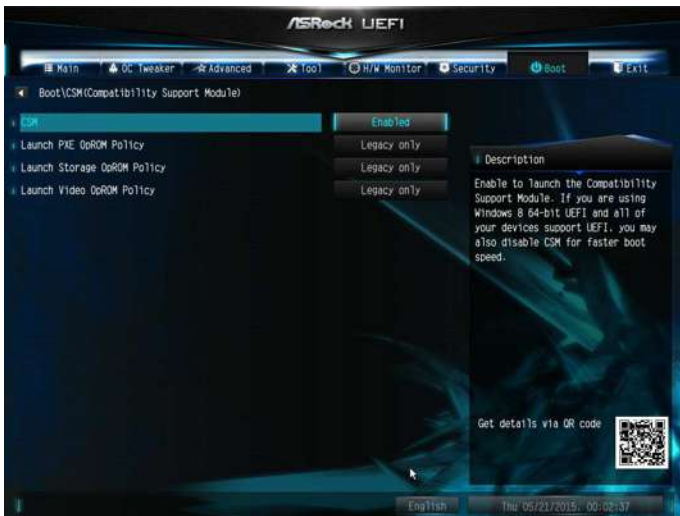 ASRock UEFI
Main OC Tweaker Advanced Tool H/W Monitor Security Boot Exit
Boot\CSM(Compatibility Support Module)
CSM Enabled
Launch PXE OpROM Policy Legacy only
Launch Storage OpROM Policy Legacy only
Launch Video OpROM Policy Legacy only
Description
Enable to launch the Compatibility
Support Module. If you are using
Windows 8 64-bit UEFI and all of
your devices support UEFI, you may
also disable CSM for faster boot
speed.
Get details via QR code
English Thu 05/21/2015, 00:02:37